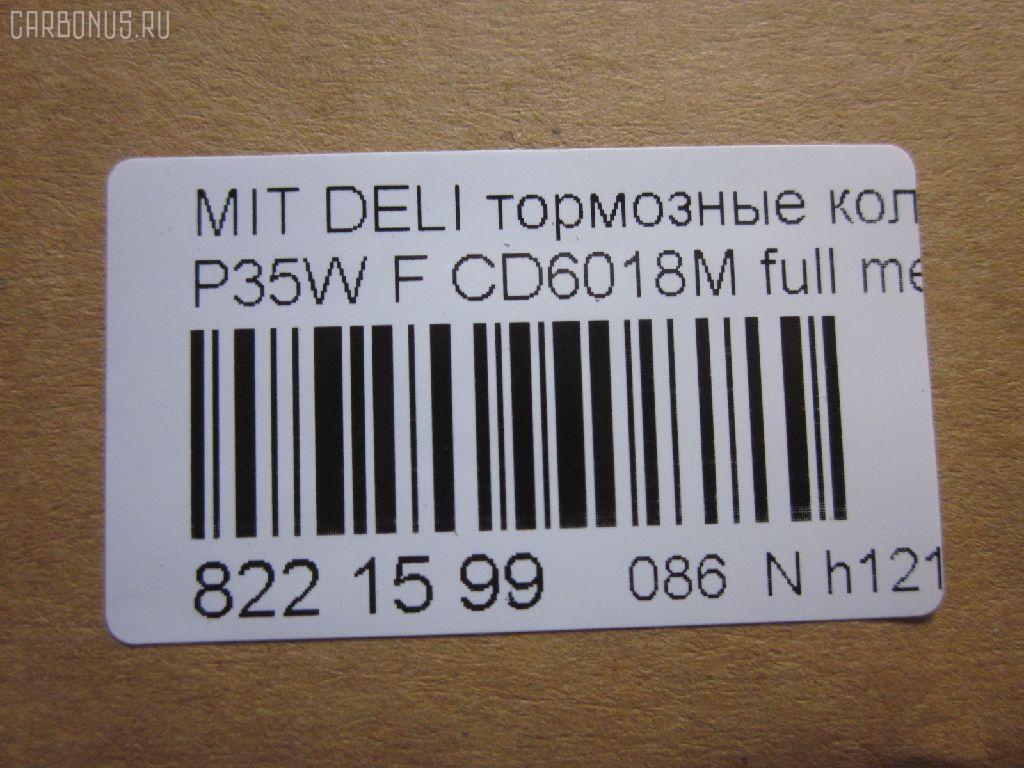 CARBONUS.RU
MIT DELI тормозные кол
P35W F CD6018M full me
822 15 99 086 N h121